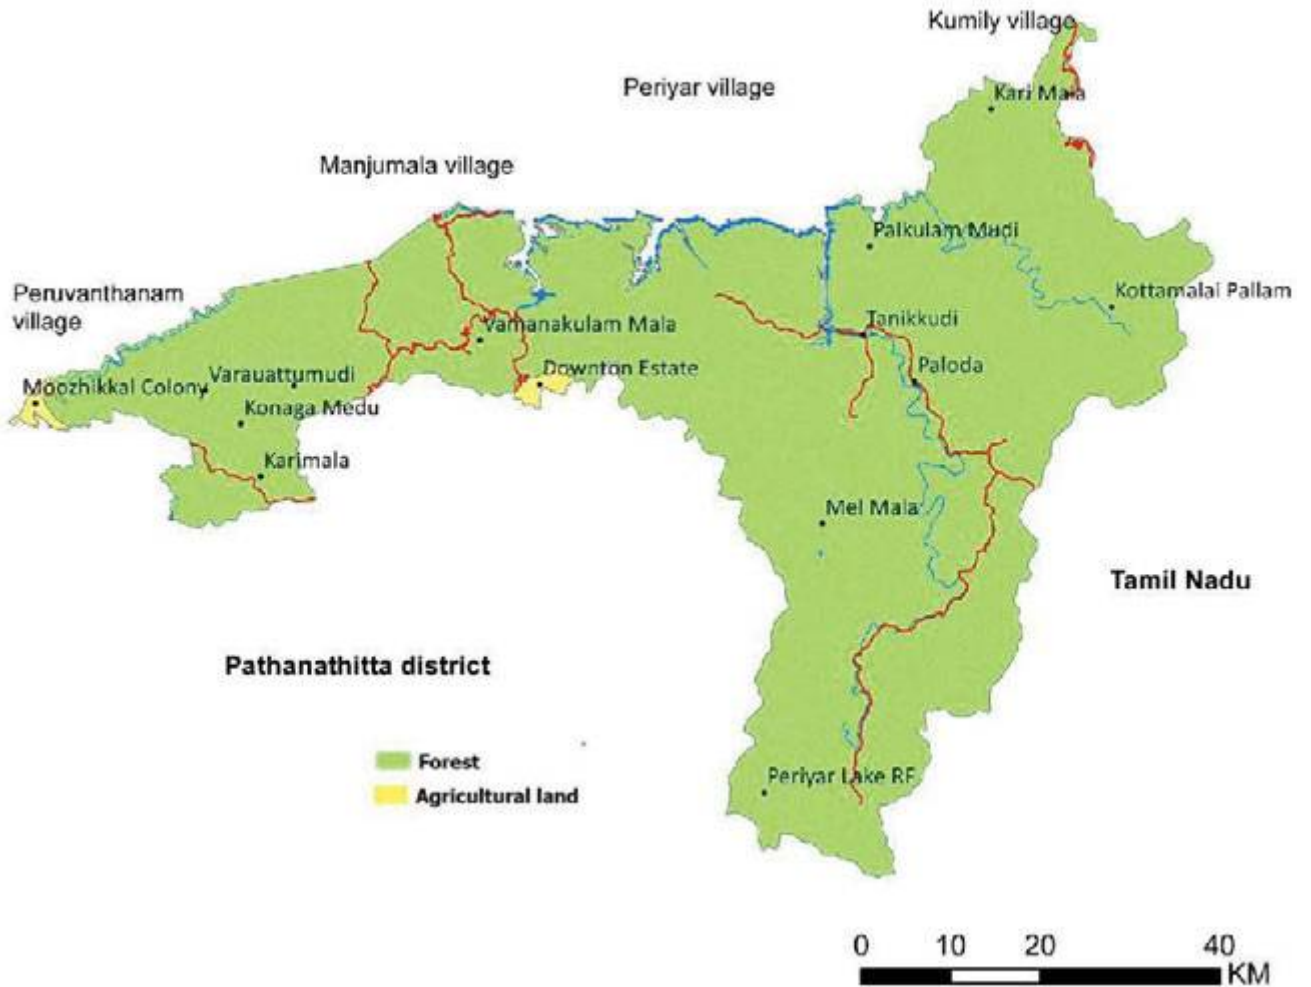 Kumily village
Periyar village
Kari Mala
Manjumala village
Palkulam Mudi
Peruvanthanam
village
Kottamalai Pallam
Vamanakulam Mala
Tanikkudi
Downton Estate
Paloda
Varauattumudi
Moozhikkal Colony
Konaga Medu
Karimala
Mel Mala
Tamil Nadu
Pathanathitta district
Forest
Agricultural land
Periyar Lake RF
0 10 20 40
KM